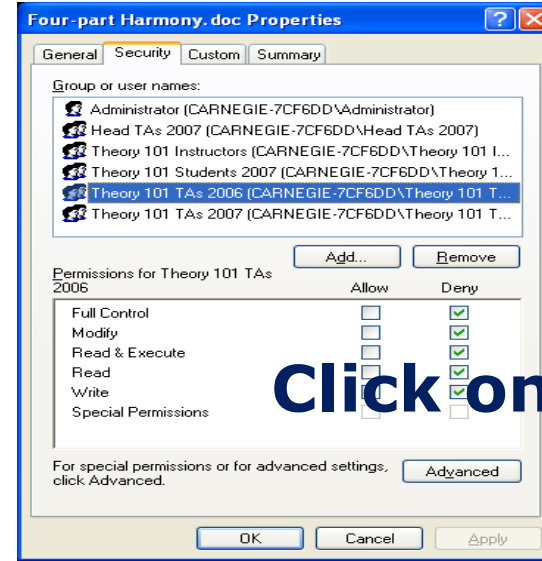 Four-part Harmony.doc Properties
General Security Custom Summary
Group or user names:
Administrator (CARNEGIE-7CF6DD\Administrator)
Head TAs 2007 (CARNEGIE-7CF6DD\Head TAs 2007)
Theory 101 Instructors (CARNEGIE-7CF6DD\Theory 101 I...
Theory 101 Students 2007 (CARNEGIE-7CF6DD\Theory 1...
Theory 101 TAs 2006 (CARNEGIE-7CF6DD\Theory 101 T...
Theory 101 TAs 2007 (CARNEGIE-7CF6DD\Theory 101 T...
Add... Remove
Permissions for Theory 101 TAs
2006 Allow Deny
Full Control
Modify
Read & Execute
Read
Write
Click on
Special Permissions
For special permissions or for advanced settings,
click Advanced.
Advanced
OK Cancel Apply